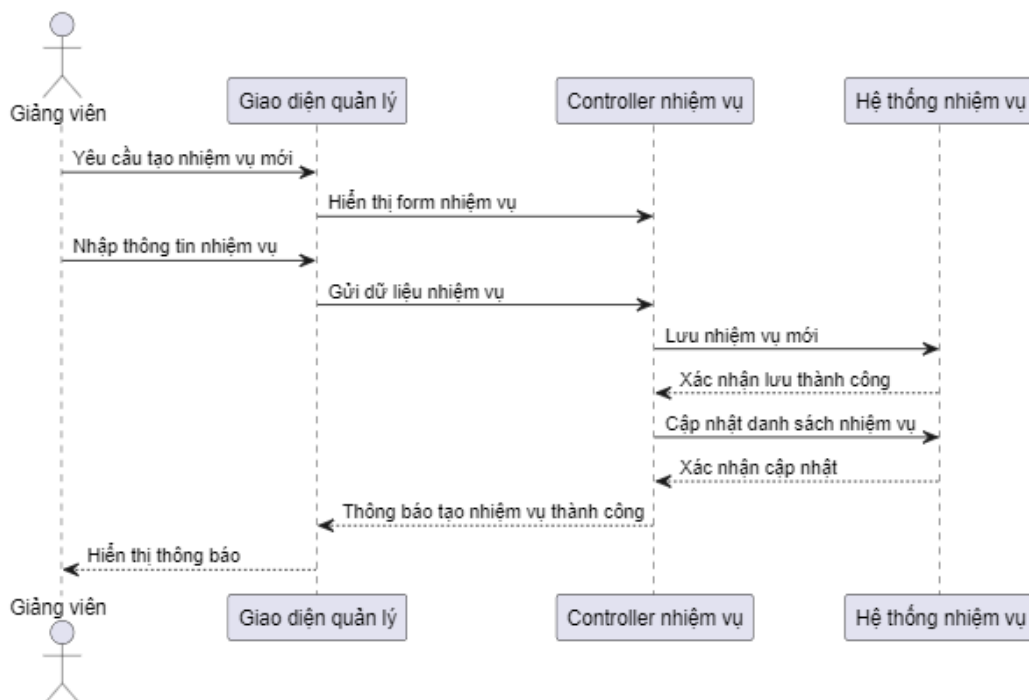 Giảng viên
Giao diện quản lý
Controller nhiệm vụ
Hệ thống nhiệm vụ
Yêu cầu tạo nhiệm vụ mới
Hiển thị form nhiệm vụ
Nhập thông tin nhiệm vụ
Gửi dữ liệu nhiệm vụ
Lưu nhiệm vụ mới
Xác nhận lưu thành công
Cập nhật danh sách nhiệm vụ
Xác nhận cập nhật
Thông báo tạo nhiệm vụ thành công
Hiển thị thông báo
Giảng viên
Giao diện quản lý
Controller nhiệm vụ
Hệ thống nhiệm vụ